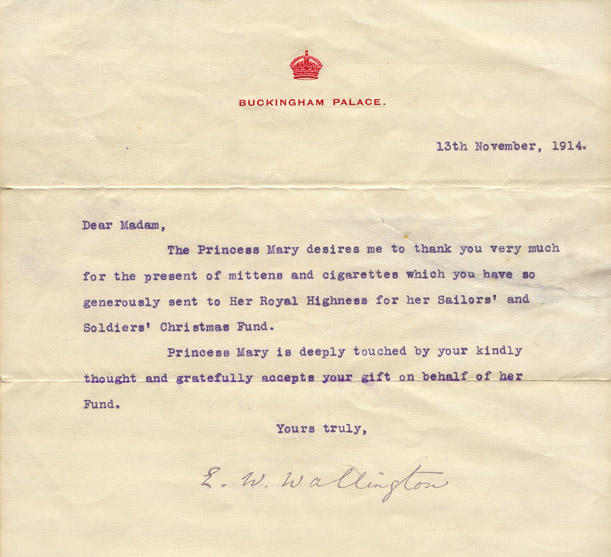 BUCKINGHAM PALACE.
13th November, 1914.
Dear Madam,
The Princess Mary desires me to thank you very much
for the present of mittens and cigarettes which you have so
generously sent to Her Royal Highness for her Sailors' and
Soldiers' Christmas Fund.
Princess Mary is deeply touched by your kindly
thought and gratefully accepts your gift on behalf of her
Fund.
Yours truly,
E. W. Wallington